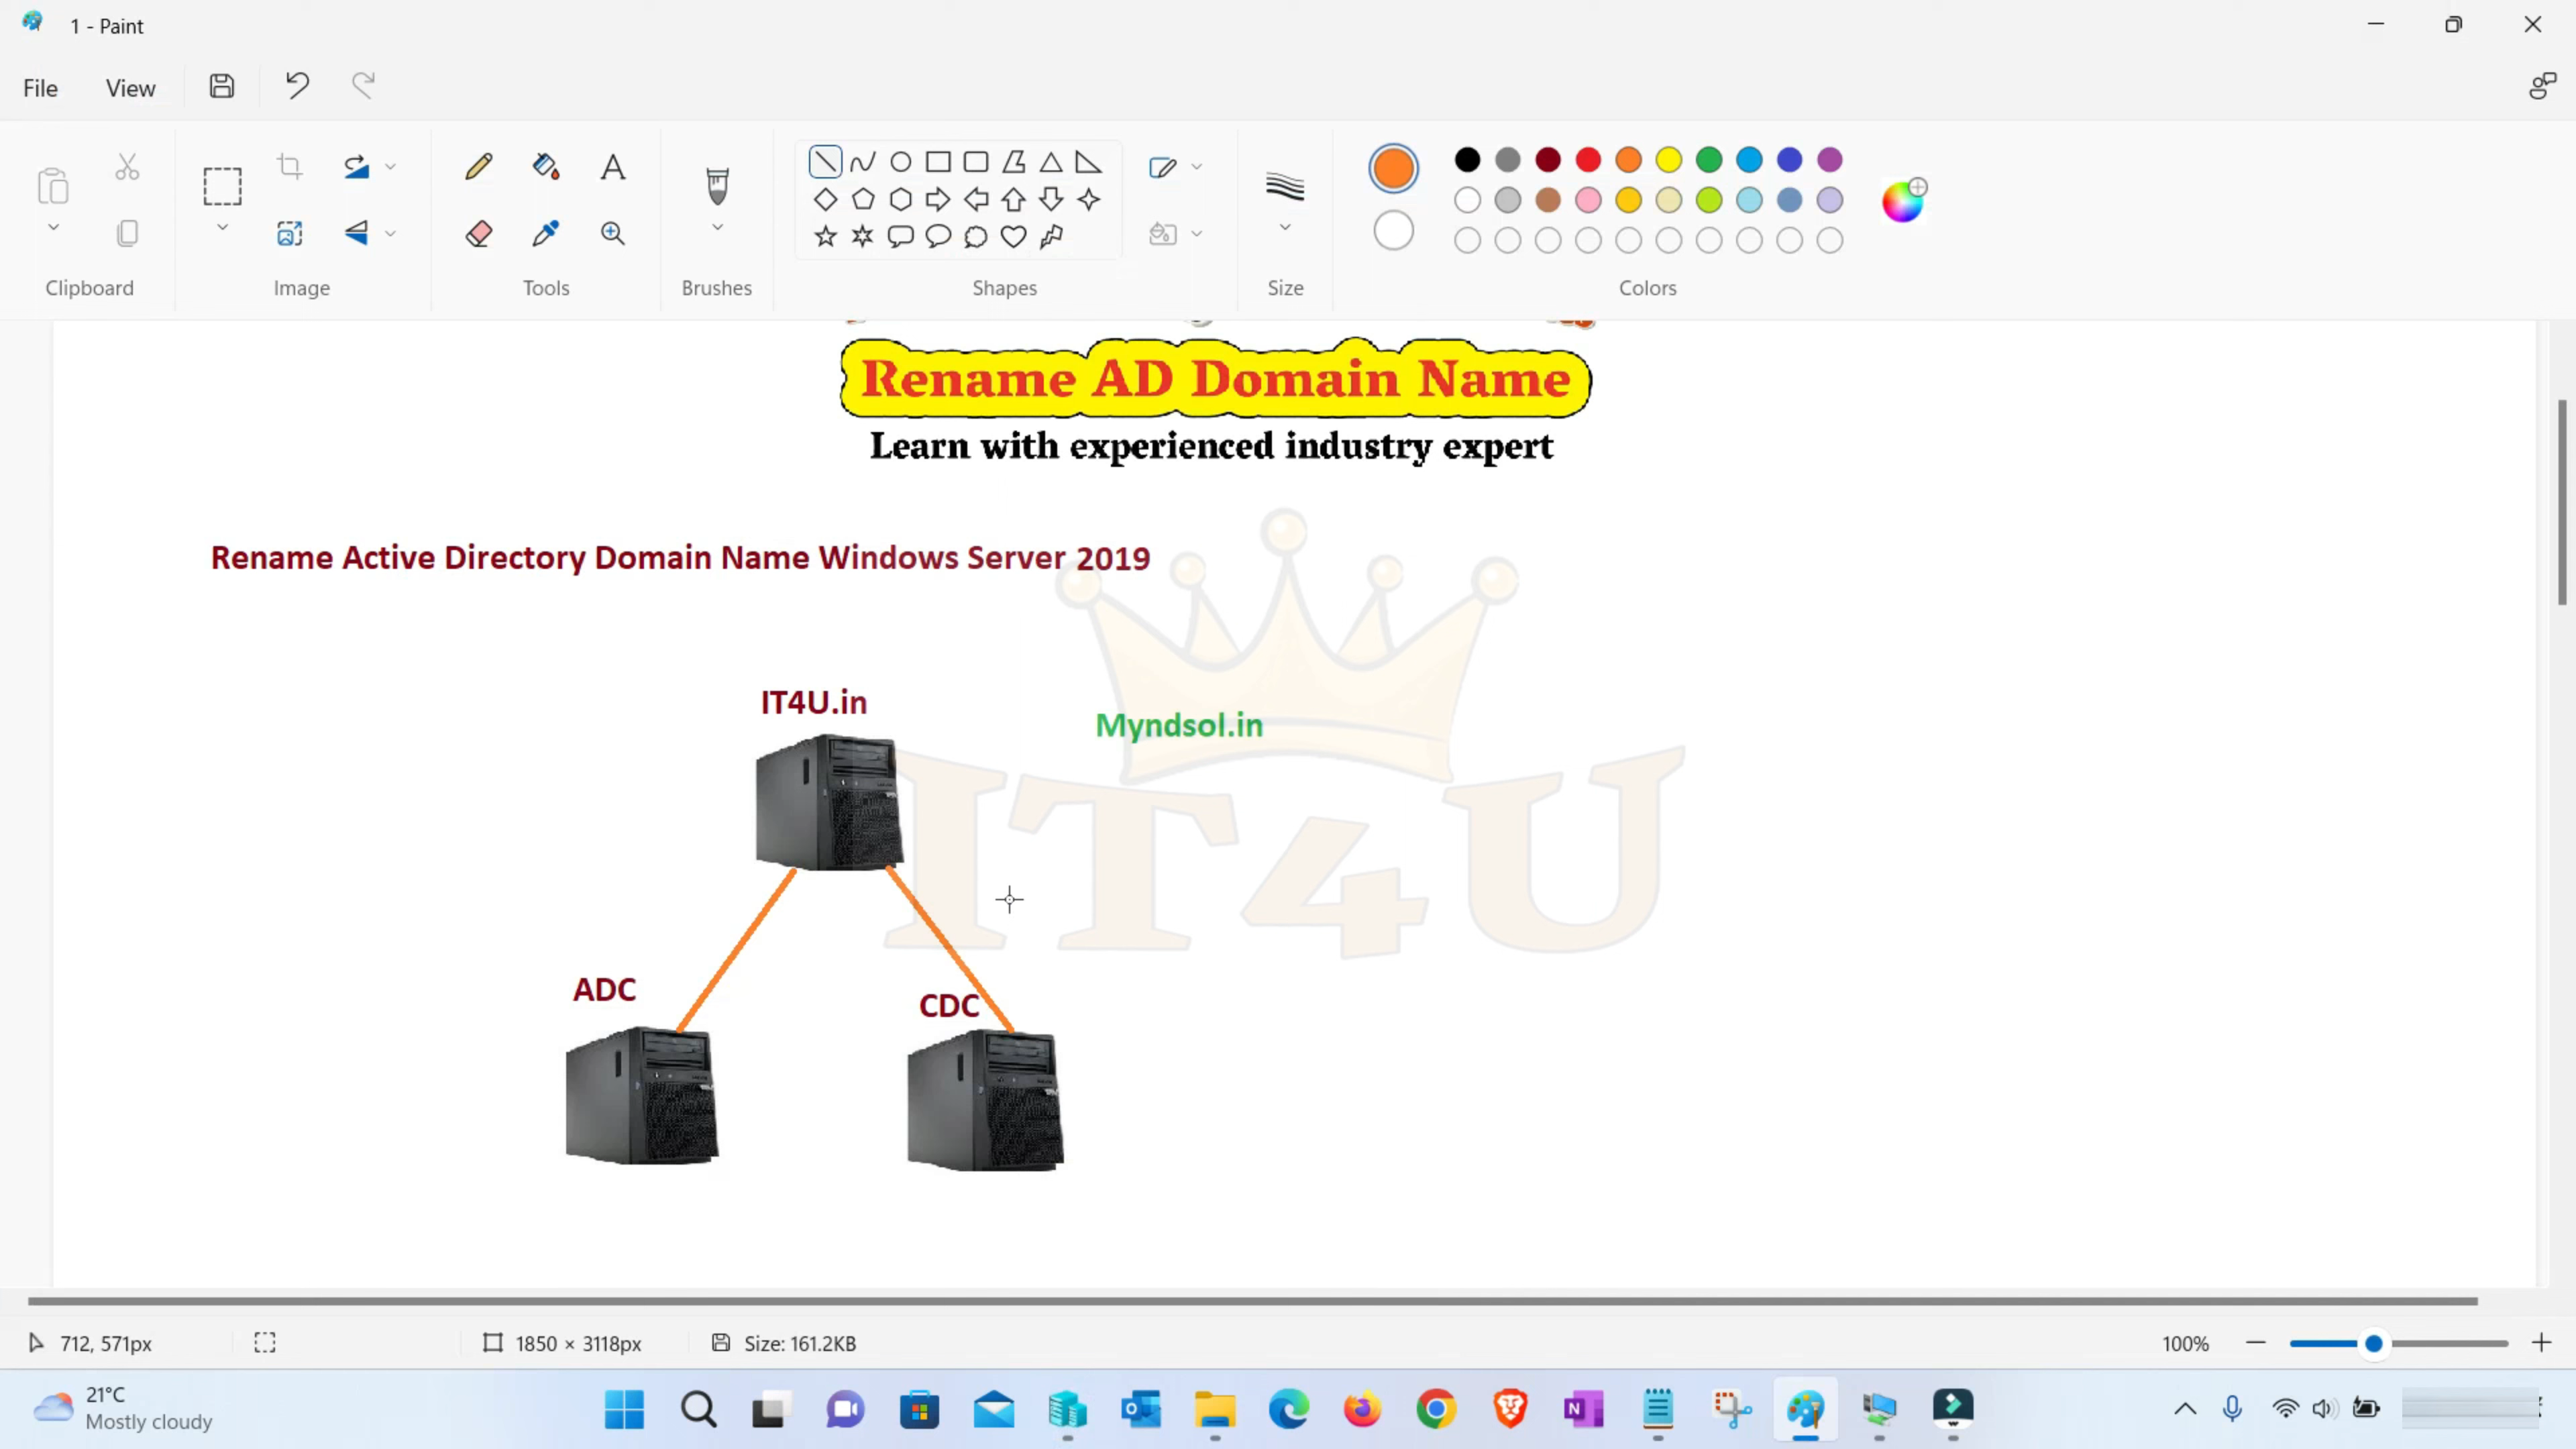 1 - Paint
File View
Clipboard Image Tools Brushes Shapes Size Colors
Rename AD Domain Name
Learn with experienced industry expert
Rename Active Directory Domain Name Windows Server 2019
IT4U.in
Myndsol.in
IT4U
ADC
CDC
712, 571px 1850 × 3118px Size: 161.2KB 100%
21°C
Mostly cloudy